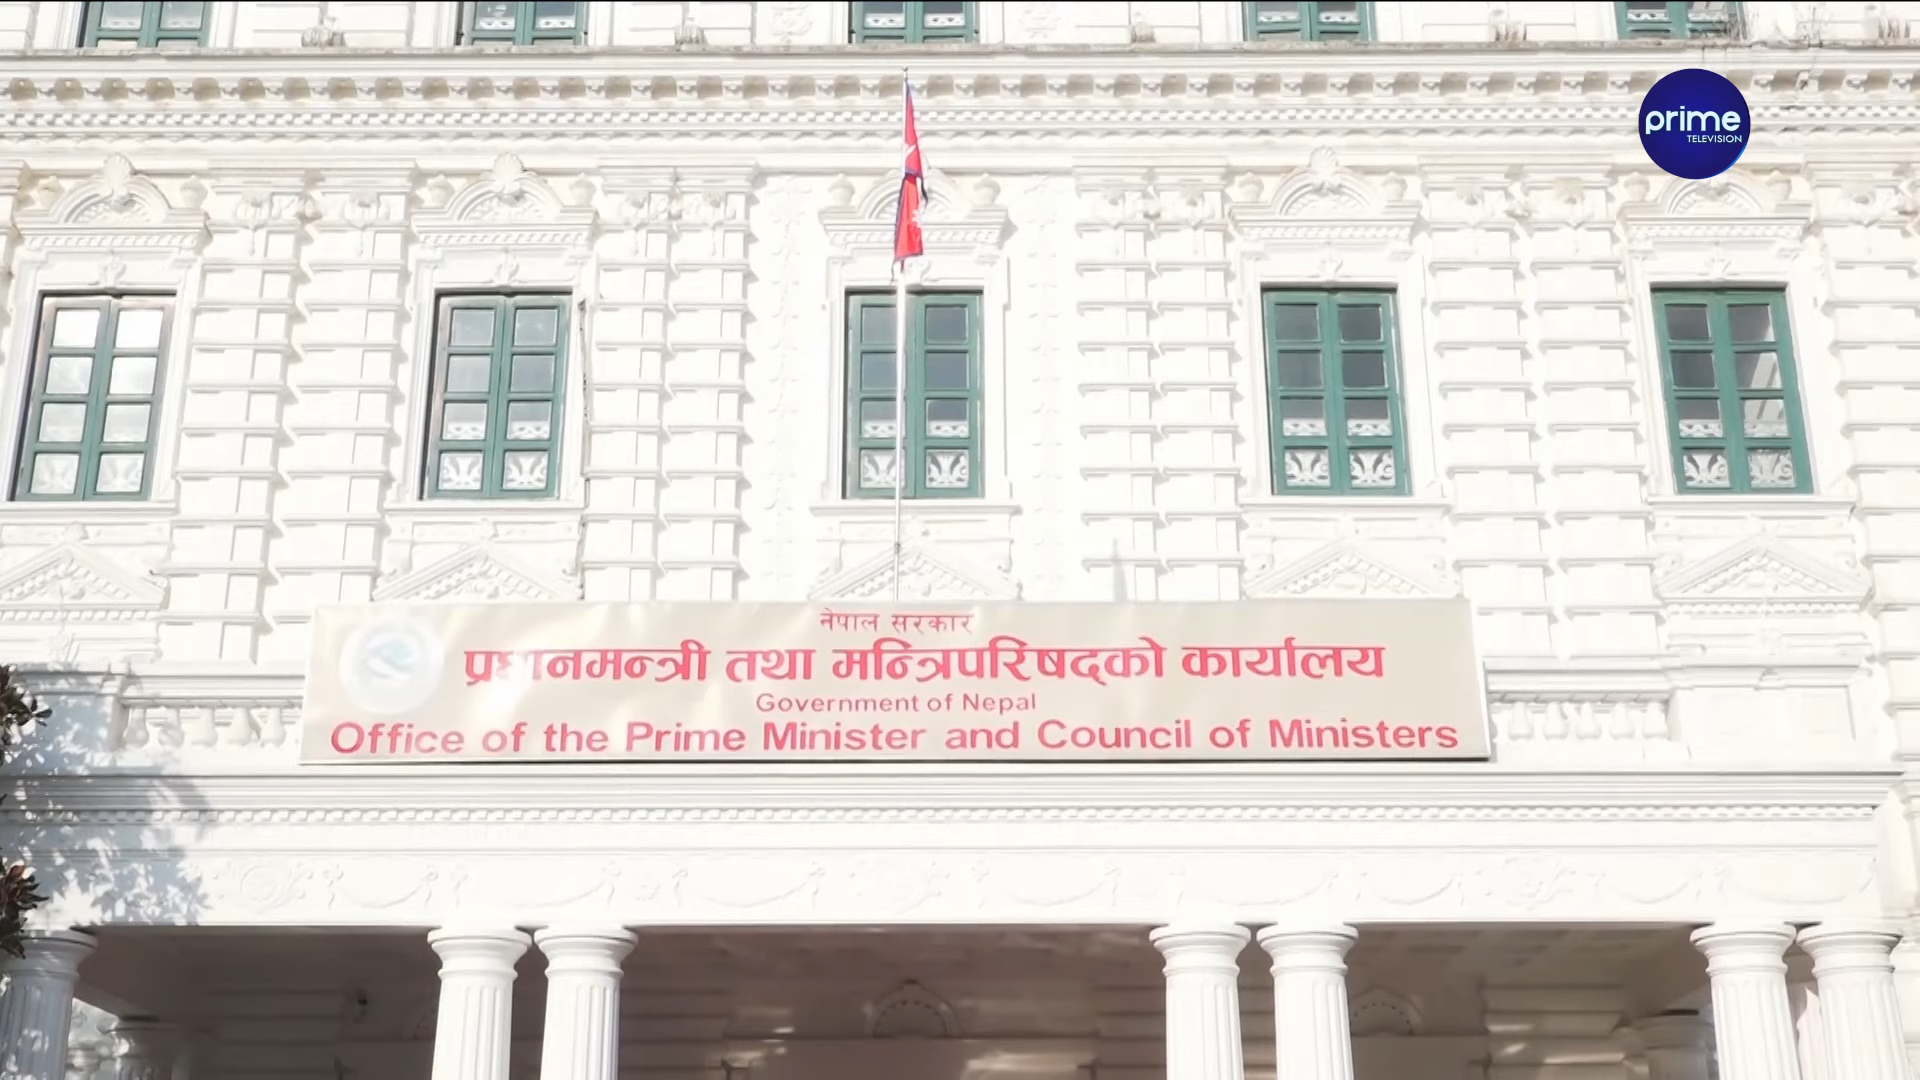 prime
TELEVISION
नेपाल सरकार
प्रधानमन्त्री तथा मन्त्रिपरिषद्को कार्यालय
Government of Nepal
Office of the Prime Minister and Council of Ministers